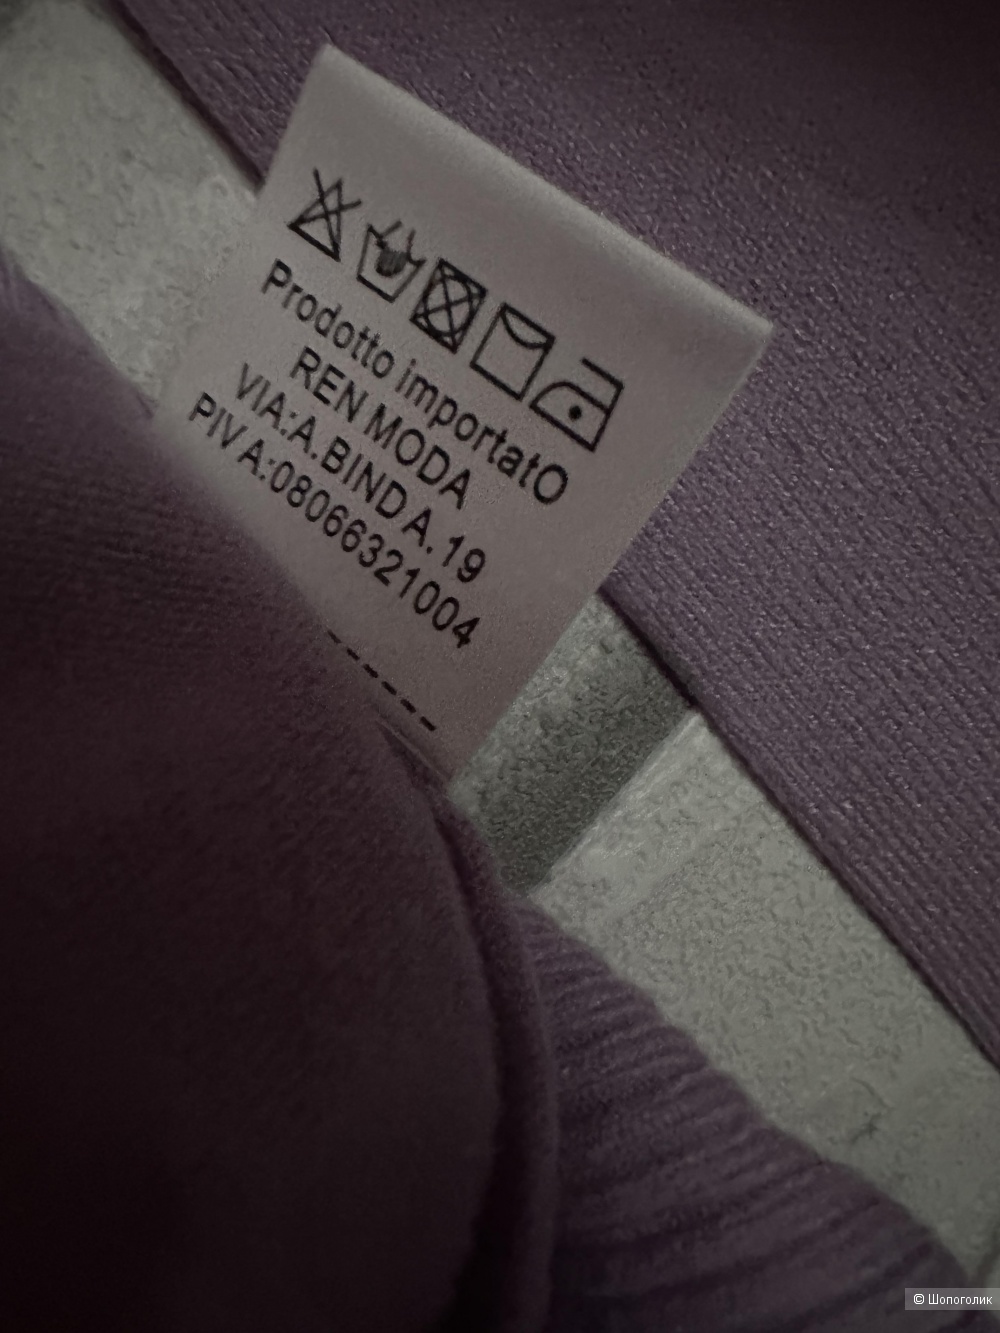 Prodotto importatO
REN MODA
VIA:A.BINDA.19
PIVA:08066321004
------
© Шопоголик